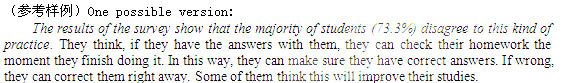 （参考样例）One possible version:
The results of the survey show that the majority of students (73.3%) disagree to this kind of
practice. They think, if they have the answers with them, they can check their homework the
moment they finish doing it. In this way, they can make sure they have correct answers. If wrong,
they can correct them right away. Some of them think this will improve their studies.